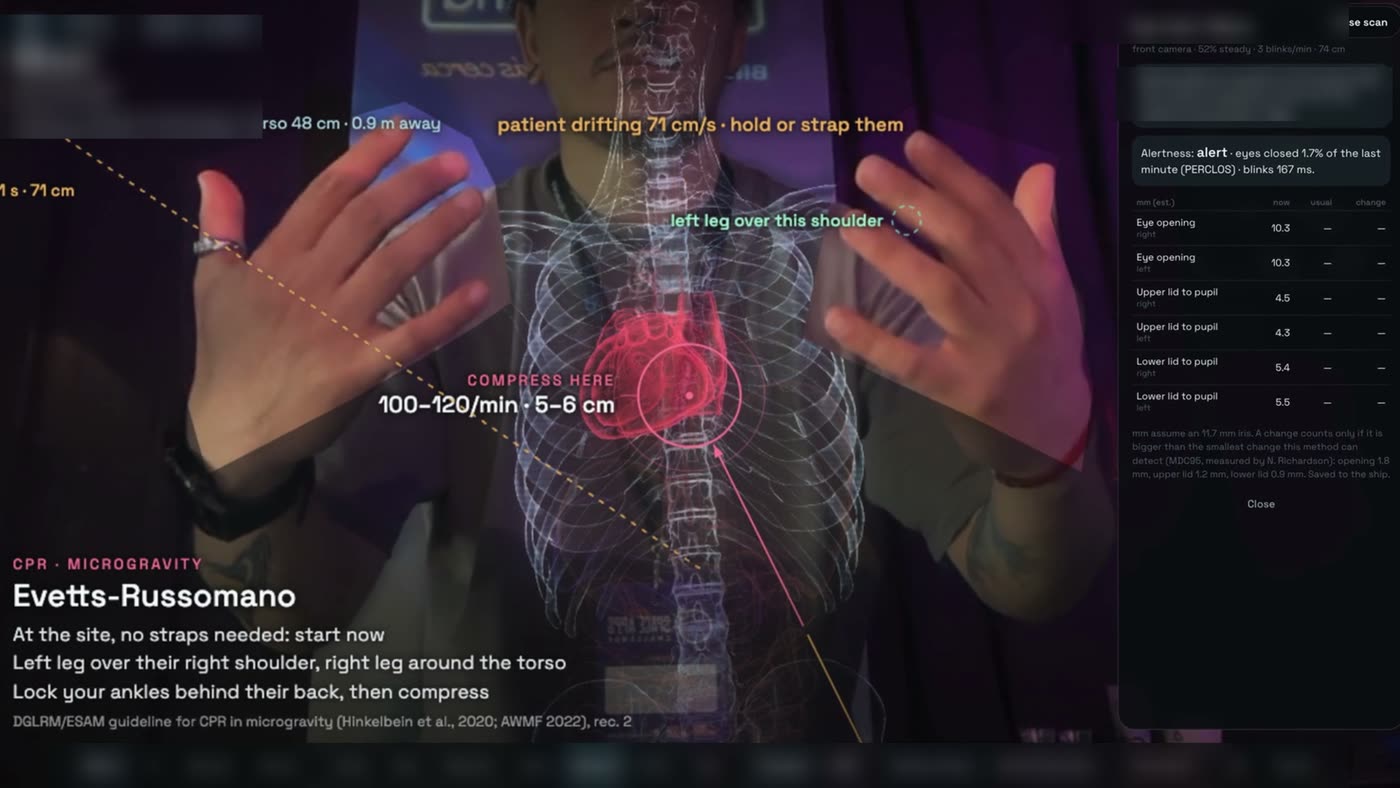 se scan
front camera · 52% steady · 3 blinks/min · 74 cm
rso 48 cm · 0.9 m away
patient drifting 71 cm/s · hold or strap them
1 s · 71 cm
left leg over this shoulder
COMPRESS HERE
100–120/min · 5–6 cm
CPR · MICROGRAVITY
Evetts-Russomano
At the site, no straps needed: start now
Left leg over their right shoulder, right leg around the torso
Lock your ankles behind their back, then compress
DGLRM/ESAM guideline for CPR in microgravity (Hinkelbein et al., 2020; AWMF 2022), rec. 2
Alertness: alert · eyes closed 1.7% of the last
minute (PERCLOS) · blinks 167 ms.
mm (est.) now usual change
Eye opening 10.3 — —
right
Eye opening 10.3 — —
left
Upper lid to pupil 4.5 — —
right
Upper lid to pupil 4.3 — —
left
Lower lid to pupil 5.4 — —
right
Lower lid to pupil 5.5 — —
left
mm assume an 11.7 mm iris. A change counts only if it is
bigger than the smallest change this method can
detect (MDC95, measured by N. Richardson): opening 1.8
mm, upper lid 1.2 mm, lower lid 0.9 mm. Saved to the ship.
Close